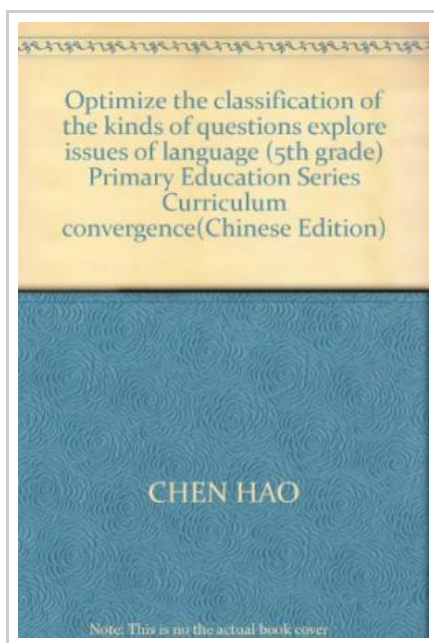 Optimize the classification of
the kinds of questions explore
issues of language (5th grade)
Primary Education Series
Curriculum
convergence(Chinese Edition)
CHEN HAO
Note: This is no the actual book cover